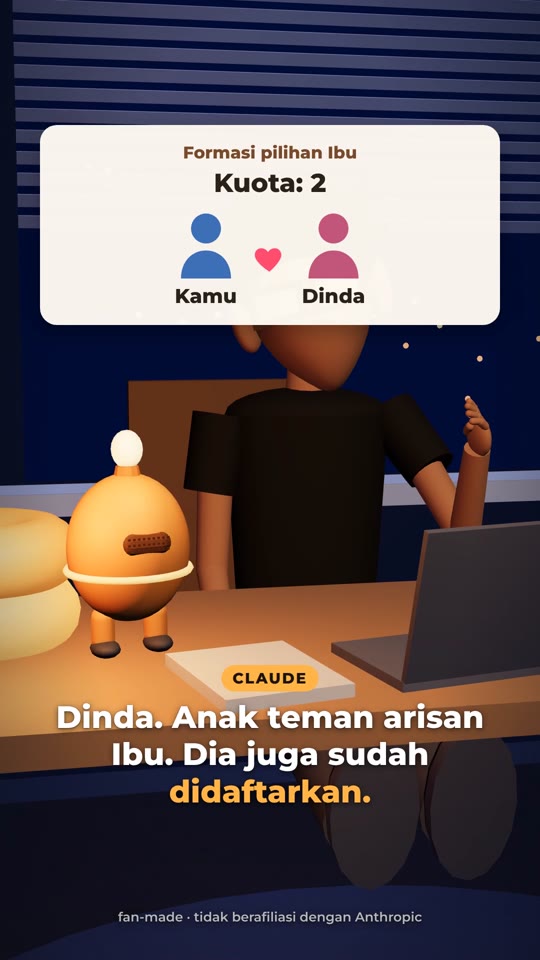 Formasi pilihan Ibu
Kuota: 2
Kamu
Dinda
CLAUDE
Dinda. Anak teman arisan
Ibu. Dia juga sudah
didaftarkan.
fan-made · tidak berafiliasi dengan Anthropic